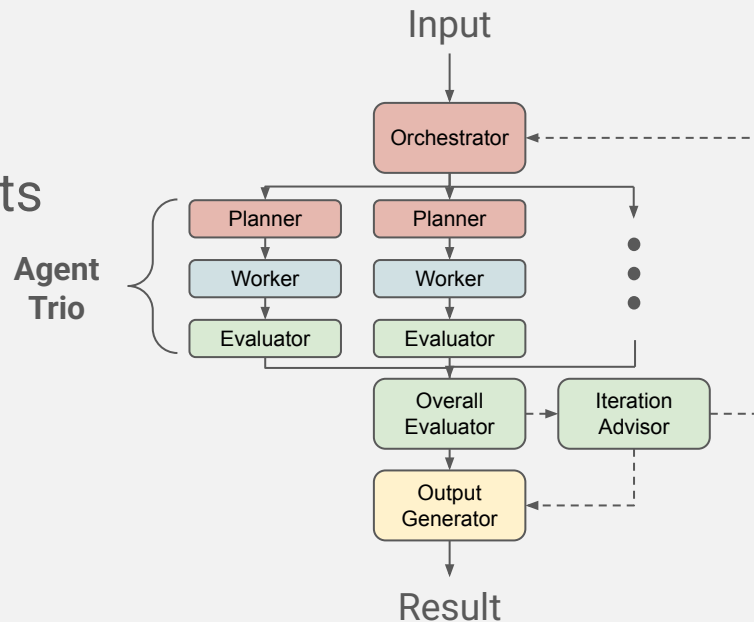 Input
Orchestrator
ts
Agent
Trio
Planner
Planner
Worker
Worker
Evaluator
Evaluator
Overall
Evaluator
Iteration
Advisor
Output
Generator
Result